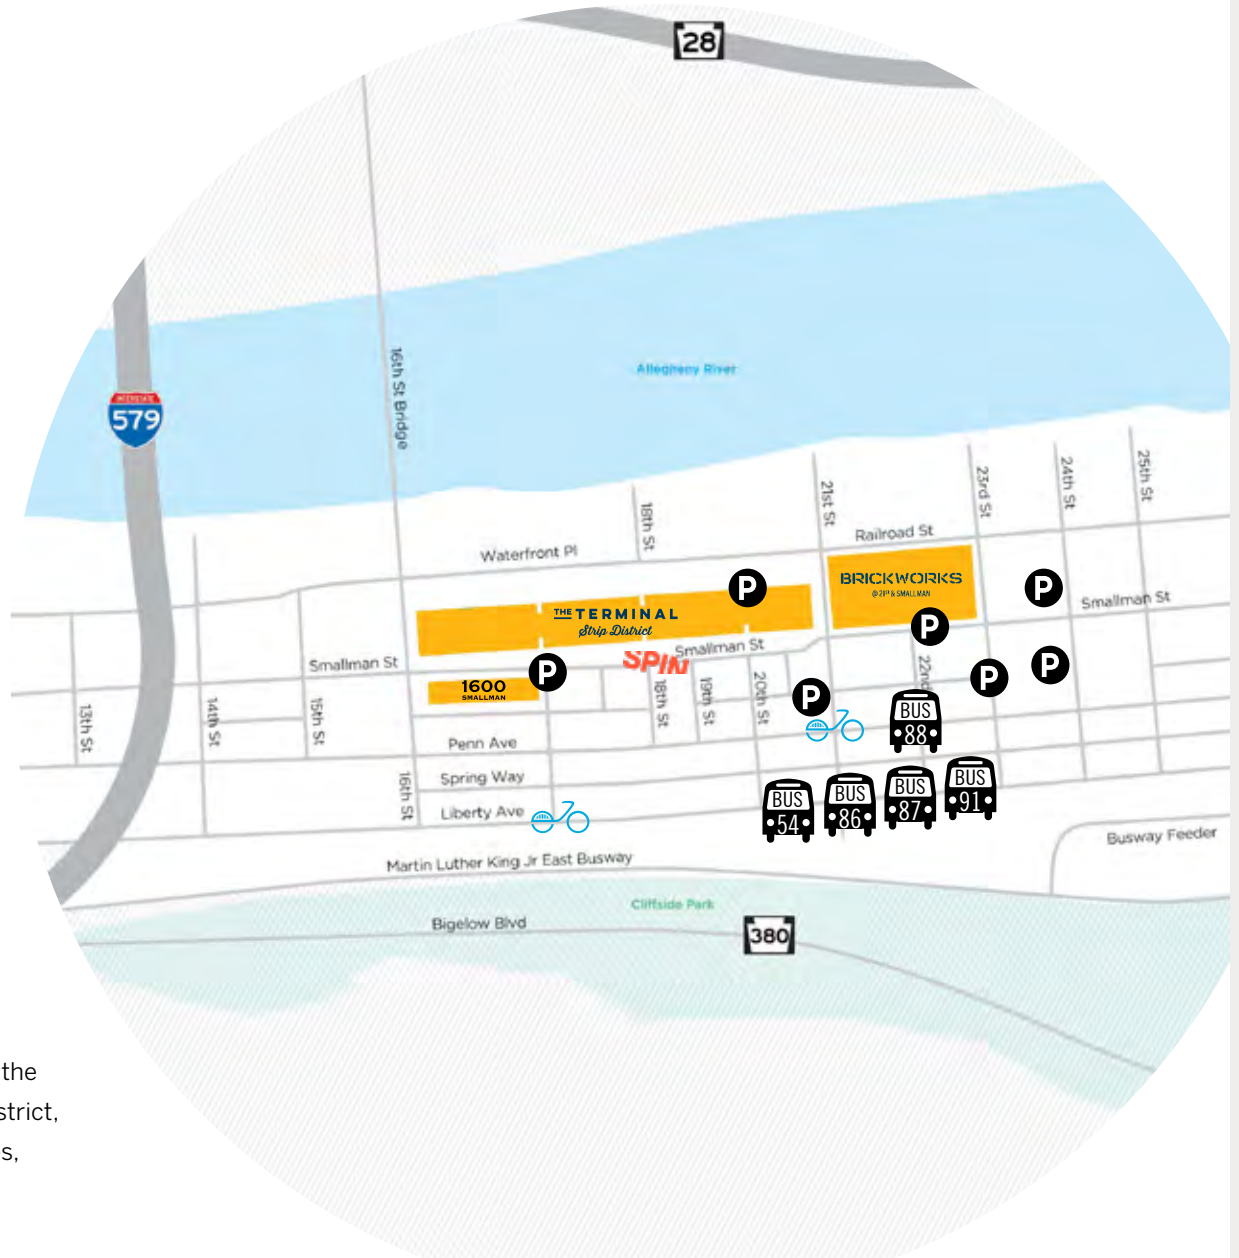 28
16th St Bridge
Allegheny River
INTERSTATE
579
18th St
21st St
23rd St
24th St
25th St
Waterfront Pl
Railroad St
P
BRICKWORKS
@ 21ST & SMALLMAN
P
Smallman St
THE TERMINAL
Strip District
P
Smallman St
SPIN
Smallman St
P
1600
SMALLMAN
P
P
P
22nd
13th St
14th St
15th St
18th St
19th St
20th St
BUS
88
Penn Ave
16th St
Spring Way
Liberty Ave
BUS
54
BUS
86
BUS
87
BUS
91
Busway Feeder
Martin Luther King Jr East Busway
Cliffside Park
Bigelow Blvd
380
the
strict,
s,